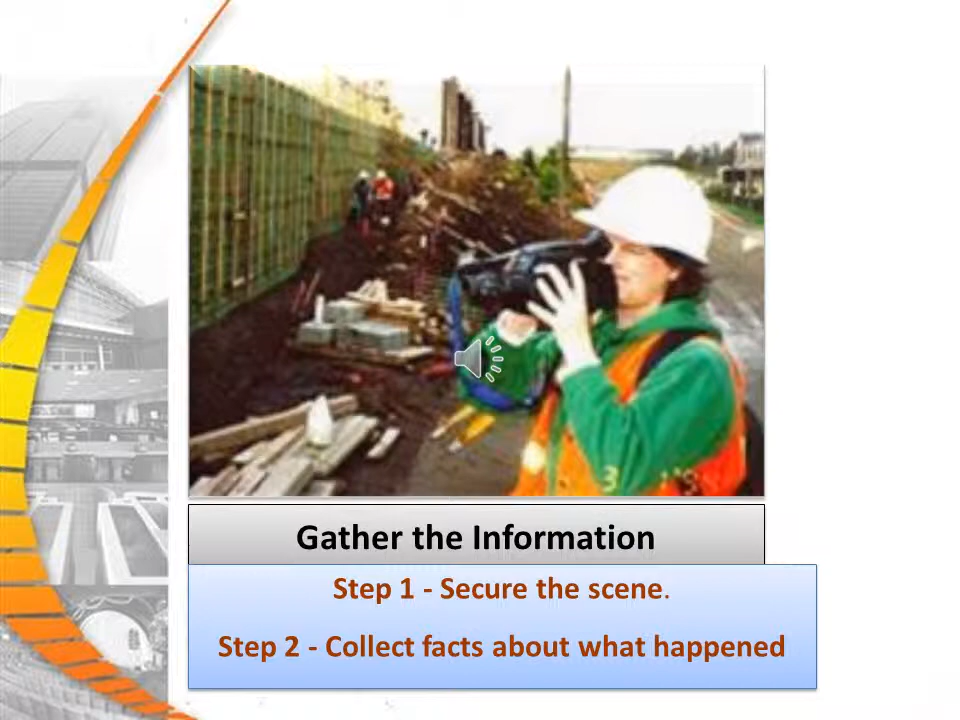 Gather the Information
Step 1 - Secure the scene.
Step 2 - Collect facts about what happened